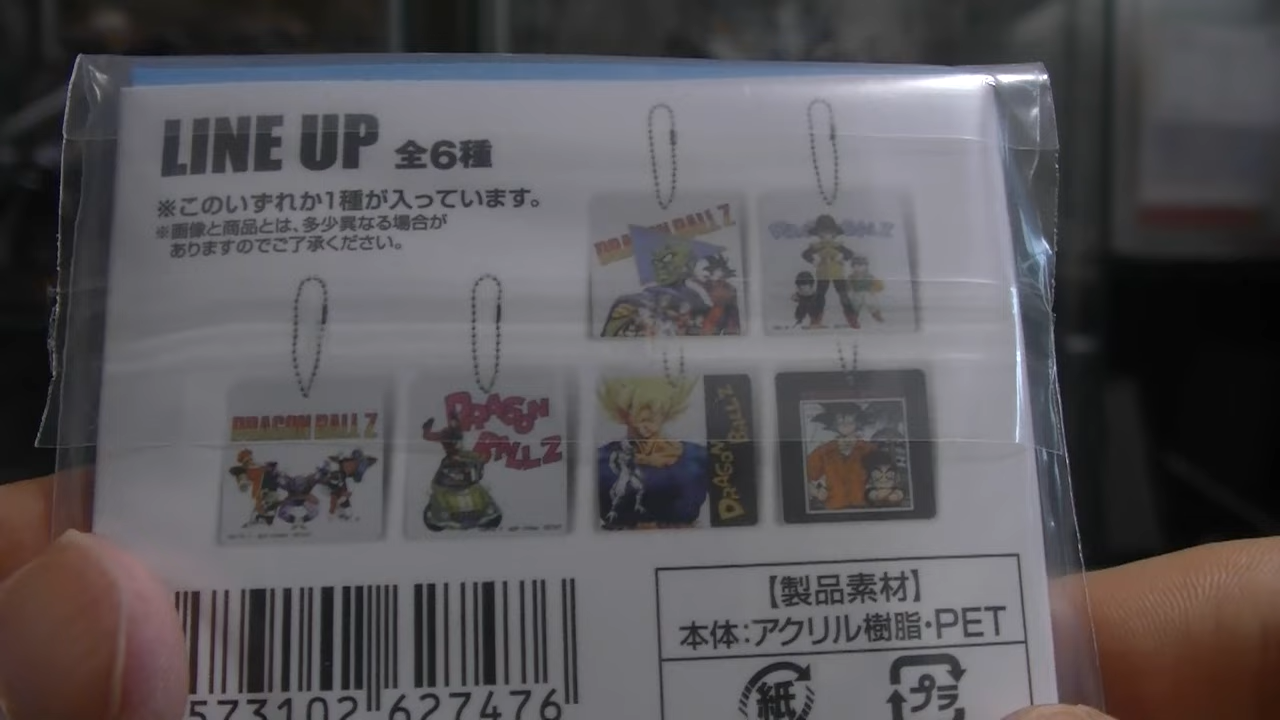 LINE UP 全6種
※このいずれか1種が入っています。
※画像と商品とは、多少異なる場合が
ありますのでご了承ください。
DRAGON BALL Z
DRAGON BALL Z
DRAGON BALL Z
DRAGON BALL Z
DRAGON BALL Z
573102 627476
【製品素材】
本体:アクリル樹脂・PET
紙
プラ